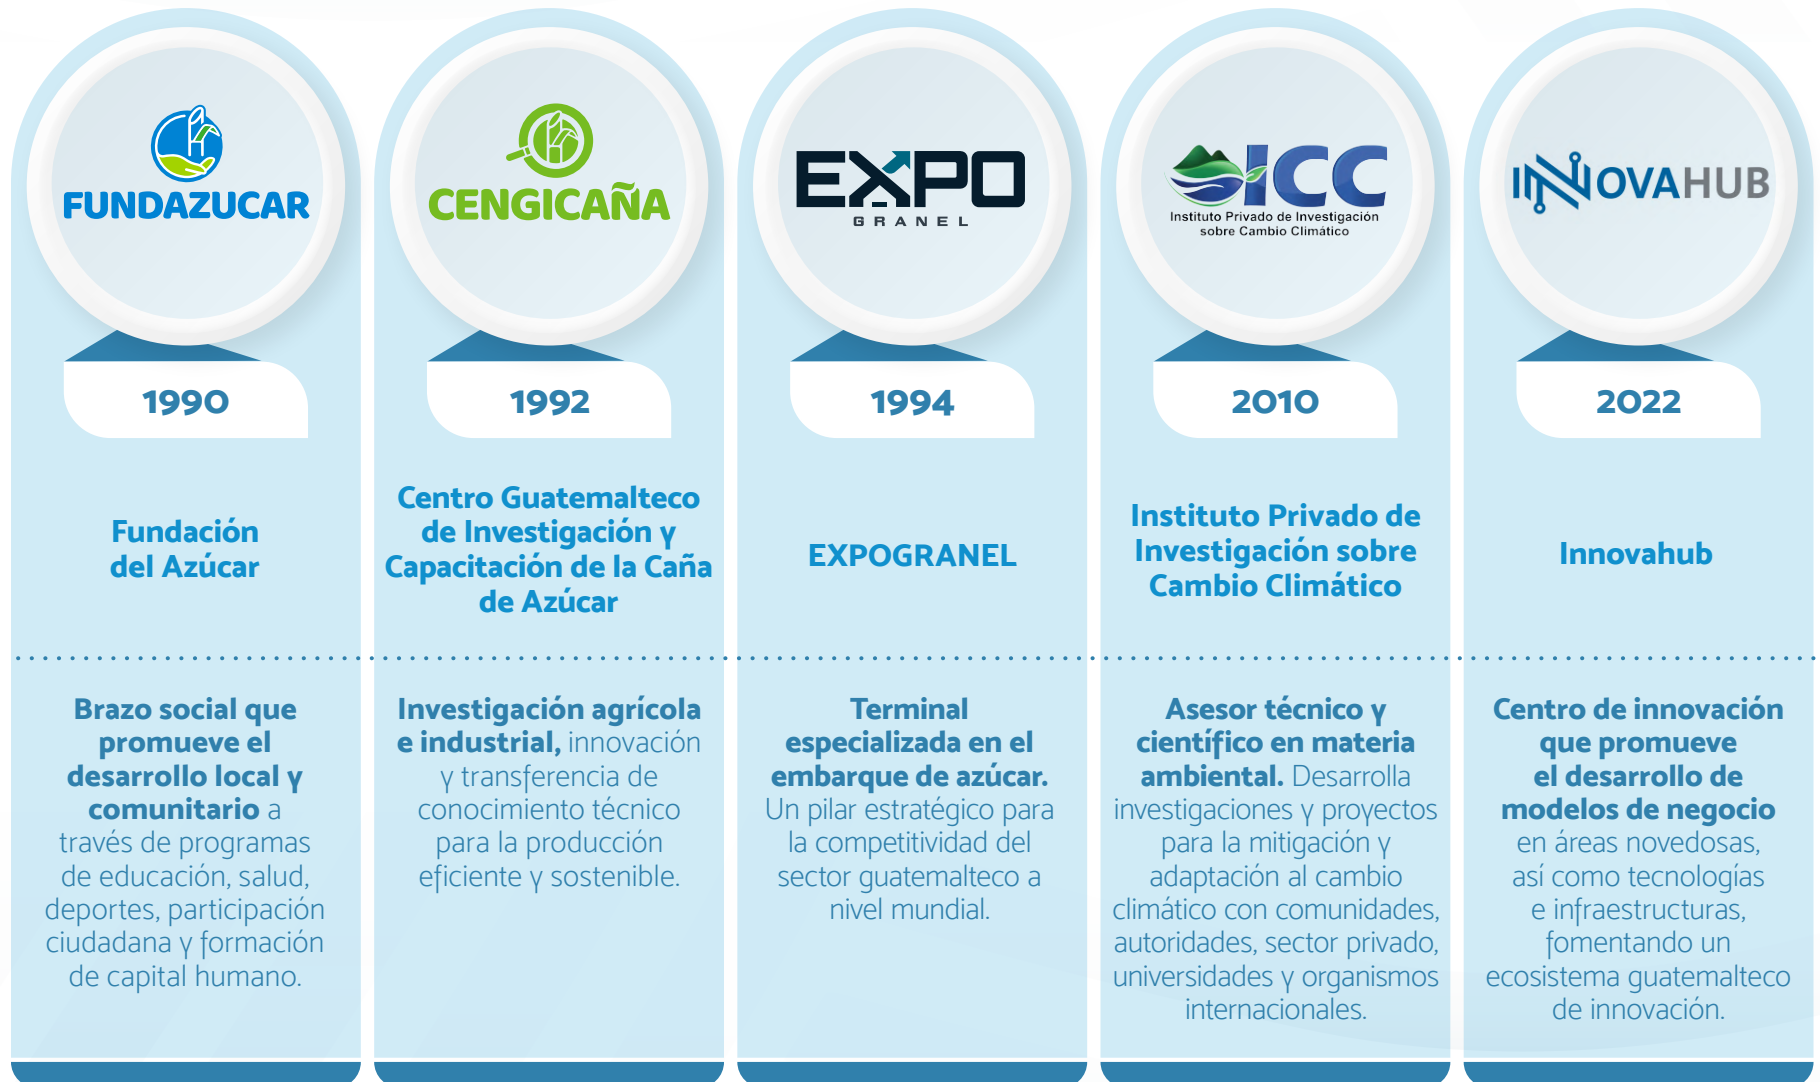 FUNDAZUCAR
1990
Fundación
del Azúcar
Brazo social que
promueve el
desarrollo local y
comunitario a
través de programas
de educación, salud,
deportes, participación
ciudadana y formación
de capital humano.
CENGICAÑA
1992
Centro Guatemalteco
de Investigación y
Capacitación de la Caña
de Azúcar
Investigación agrícola
e industrial, innovación
y transferencia de
conocimiento técnico
para la producción
eficiente y sostenible.
EXPO
GRANEL
1994
EXPOGRANEL
Terminal
especializada en el
embarque de azúcar.
Un pilar estratégico para
la competitividad del
sector guatemalteco a
nivel mundial.
ICC
Instituto Privado de Investigación
sobre Cambio Climático
2010
Instituto Privado de
Investigación sobre
Cambio Climático
Asesor técnico y
científico en materia
ambiental. Desarrolla
investigaciones y proyectos
para la mitigación y
adaptación al cambio
climático con comunidades,
autoridades, sector privado,
universidades y organismos
internacionales.
INNOVAHUB
2022
Innovahub
Centro de innovación
que promueve
el desarrollo de
modelos de negocio
en áreas novedosas,
así como tecnologías
e infraestructuras,
fomentando un
ecosistema guatemalteco
de innovación.